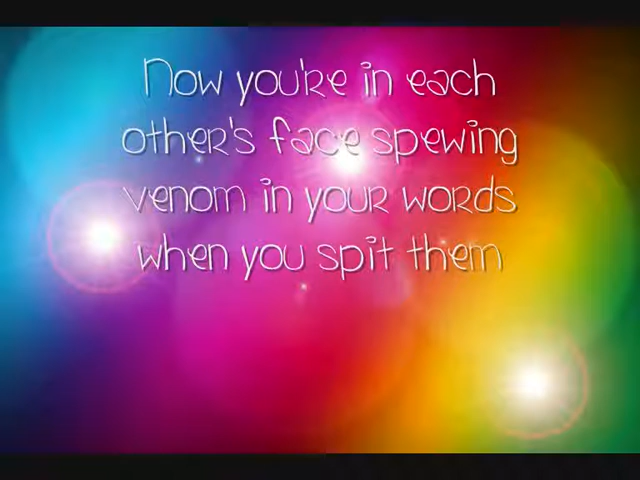 Now you're in each
other's face spewing
venom in your words
when you spit them